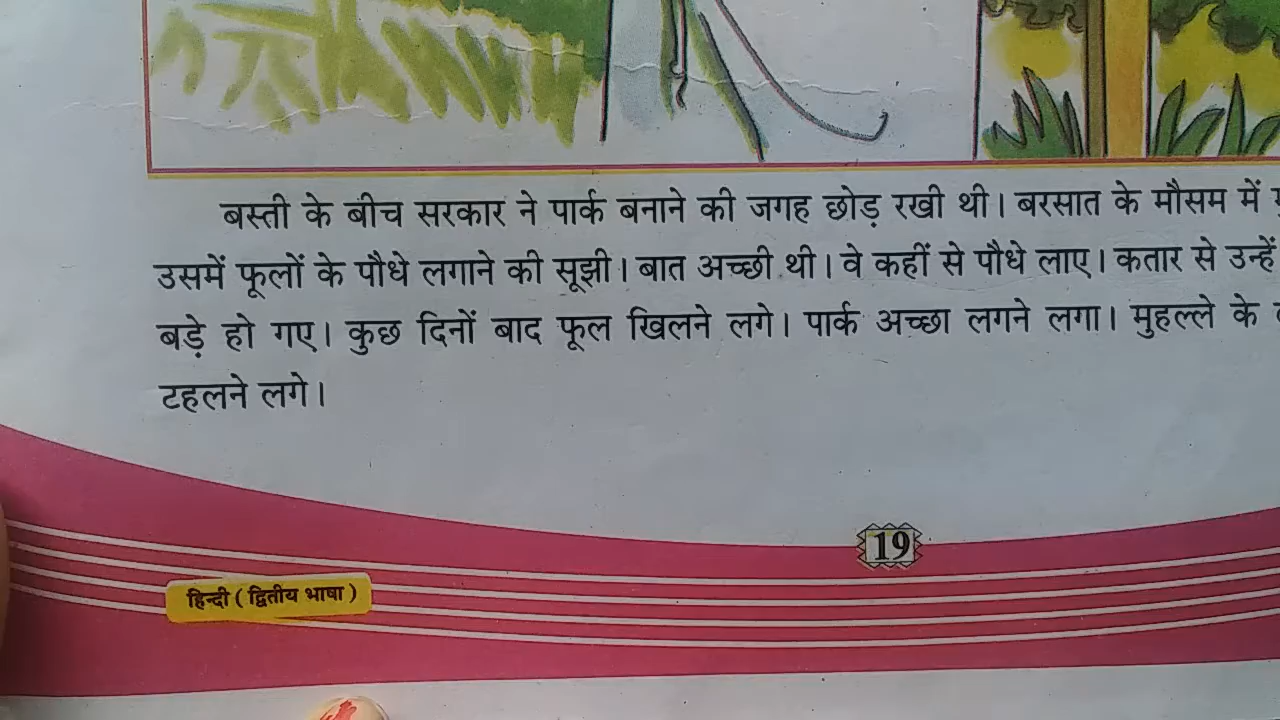 बस्ती के बीच सरकार ने पार्क बनाने की जगह छोड़ रखी थी। बरसात के मौसम में
उसमें फूलों के पौधे लगाने की सूझी। बात अच्छी थी। वे कहीं से पौधे लाए। कतार से उन्हें
बड़े हो गए। कुछ दिनों बाद फूल खिलने लगे। पार्क अच्छा लगने लगा। मुहल्ले के
टहलने लगे।
19
हिन्दी ( द्वितीय भाषा )